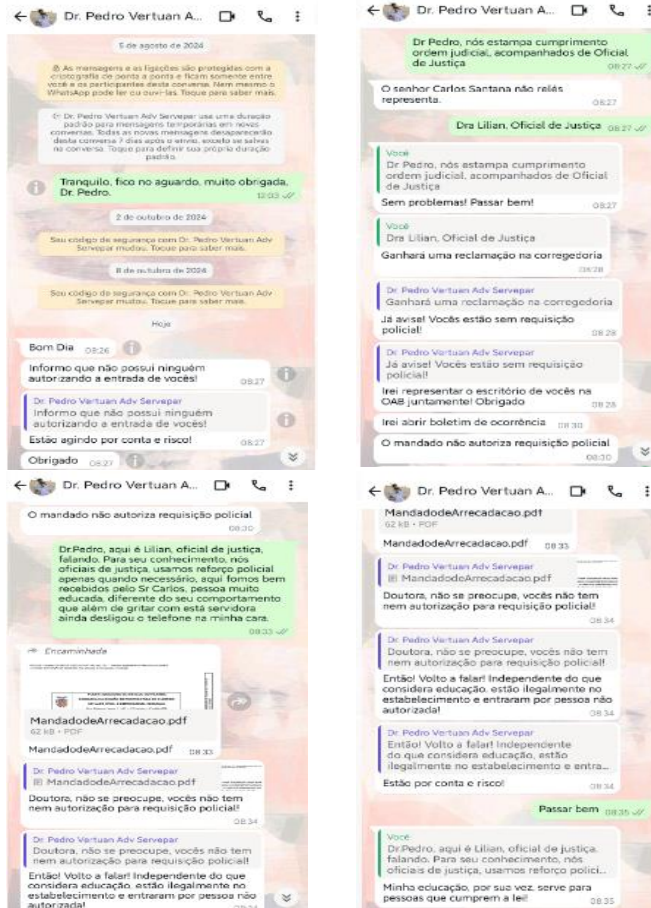 Dr. Pedro Vertuan A...
5 de agosto de 2024
As mensagens e as ligações são protegidas com a
criptografia de ponta a ponta e ficam somente entre
você e os participantes desta conversa. Nem mesmo o
WhatsApp pode ler ou ouvi-las. Toque para saber mais.
Dr. Pedro Vertuan Adv Servepar usa uma duração
padrão para mensagens temporárias em novas
conversas. Todas as novas mensagens desaparecerão
desta conversa 7 dias após o envio, exceto se salvas
na conversa. Toque para definir sua própria duração
padrão.
Tranquilo, fico no aguardo, muito obrigada,
Dr. Pedro.
12:03
2 de outubro de 2024
Seu código de segurança com Dr. Pedro Vertuan Adv
Servepar mudou. Toque para saber mais.
8 de outubro de 2024
Seu código de segurança com Dr. Pedro Vertuan Adv
Servepar mudou. Toque para saber mais.
Hoje
Bom Dia 08:26
Informo que não possui ninguém
autorizando a entrada de vocês!
08:27
Dr. Pedro Vertuan Adv Servepar
Informo que não possui ninguém
autorizando a entrada de vocês!
Estão agindo por conta e risco!
08:27
Obrigado 08:27
Dr. Pedro Vertuan A...
Dr Pedro, nós estampa cumprimento
ordem judicial, acompanhados de Oficial
de Justiça
08:27
O senhor Carlos Santana não relés
representa.
08:27
Dra Lilian, Oficial de Justiça 08:27
Você
Dr Pedro, nós estampa cumprimento
ordem judicial, acompanhados de Oficial
de Justiça
Sem problemas! Passar bem!
08:27
Você
Dra Lilian, Oficial de Justiça
Ganhará uma reclamação na corregedoria
08:28
Dr. Pedro Vertuan Adv Servepar
Ganhará uma reclamação na corregedoria
Já avisei Vocês estão sem requisição
policial!
08:28
Dr. Pedro Vertuan Adv Servepar
Já avisei Vocês estão sem requisição
policial!
Irei representar o escritório de vocês na
OAB juntamente! Obrigado
08:28
Irei abrir boletim de ocorrência 08:30
O mandado não autoriza requisição policial
08:30
Dr. Pedro Vertuan A...
O mandado não autoriza requisição policial
08:30
Dr.Pedro, aqui é Lilian, oficial de justiça,
falando. Para seu conhecimento, nós
oficiais de justiça, usamos reforço policial
apenas quando necessário, aqui fomos bem
recebidos pelo Sr Carlos, pessoa muito
educada, diferente do seu comportamento
que além de gritar com está servidora
ainda desligou o telefone na minha cara.
08:33
Encaminhada
MandadodeArrecadacao.pdf
62 kB • PDF
MandadodeArrecadacao.pdf 08:33
Dr. Pedro Vertuan Adv Servepar
MandadodeArrecadacao.pdf
Doutora, não se preocupe, vocês não tem
nem autorização para requisição policial!
08:34
Dr. Pedro Vertuan Adv Servepar
Doutora, não se preocupe, vocês não tem
nem autorização para requisição policial!
Então! Volto a falar! Independente do que
considera educação, estão ilegalmente no
estabelecimento e entraram por pessoa não
autorizada!
08:34
Dr. Pedro Vertuan A...
MandadodeArrecadacao.pdf
62 kB • PDF
MandadodeArrecadacao.pdf 08:33
Dr. Pedro Vertuan Adv Servepar
MandadodeArrecadacao.pdf
Doutora, não se preocupe, vocês não tem
nem autorização para requisição policial!
08:34
Dr. Pedro Vertuan Adv Servepar
Doutora, não se preocupe, vocês não tem
nem autorização para requisição policial!
Então! Volto a falar! Independente do que
considera educação, estão ilegalmente no
estabelecimento e entraram por pessoa não
autorizada!
08:34
Dr. Pedro Vertuan Adv Servepar
Então! Volto a falar! Independente
do que considera educação, estão
ilegalmente no estabelecimento e entra...
Estão por conta e risco!
08:34
Passar bem 08:35
Você
Dr.Pedro, aqui é Lilian, oficial de justiça,
falando. Para seu conhecimento, nós
oficiais de justiça, usamos reforço polici...
Minha educação, por sua vez, serve para
pessoas que cumprem a lei!
08:35